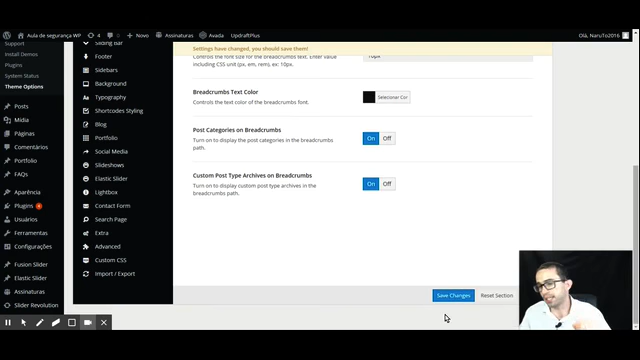 Aula de segurança WP
4
0
Novo
Assinaturas
Avada
UpdraftPlus
Olá, NaruTo2016
Support
Install Demos
Plugins
System Status
Theme Options
Posts
Mídia
Páginas
Comentários
Portfolio
FAQs
Aparência
Plugins 4
Usuários
Ferramentas
Configurações
Fusion Slider
Elastic Slider
Assinaturas
Slider Revolution
Sliding Bar
Footer
Sidebars
Background
Typography
Shortcodes Styling
Blog
Portfolio
Social Media
Slideshows
Elastic Slider
Lightbox
Contact Form
Search Page
Extra
Advanced
Custom CSS
Import / Export
Settings have changed, you should save them!
Controls the font size for the breadcrumbs text. Enter value
including CSS unit (px, em, rem), ex: 10px.
10px
Breadcrumbs Text Color
Controls the text color of the breadcrumbs font.
Selecionar Cor
Post Categories on Breadcrumbs
Turn on to display the post categories in the breadcrumbs
path.
On Off
Custom Post Type Archives on Breadcrumbs
Turn on to display custom post type archives in the
breadcrumbs path.
On Off
Save Changes
Reset Section